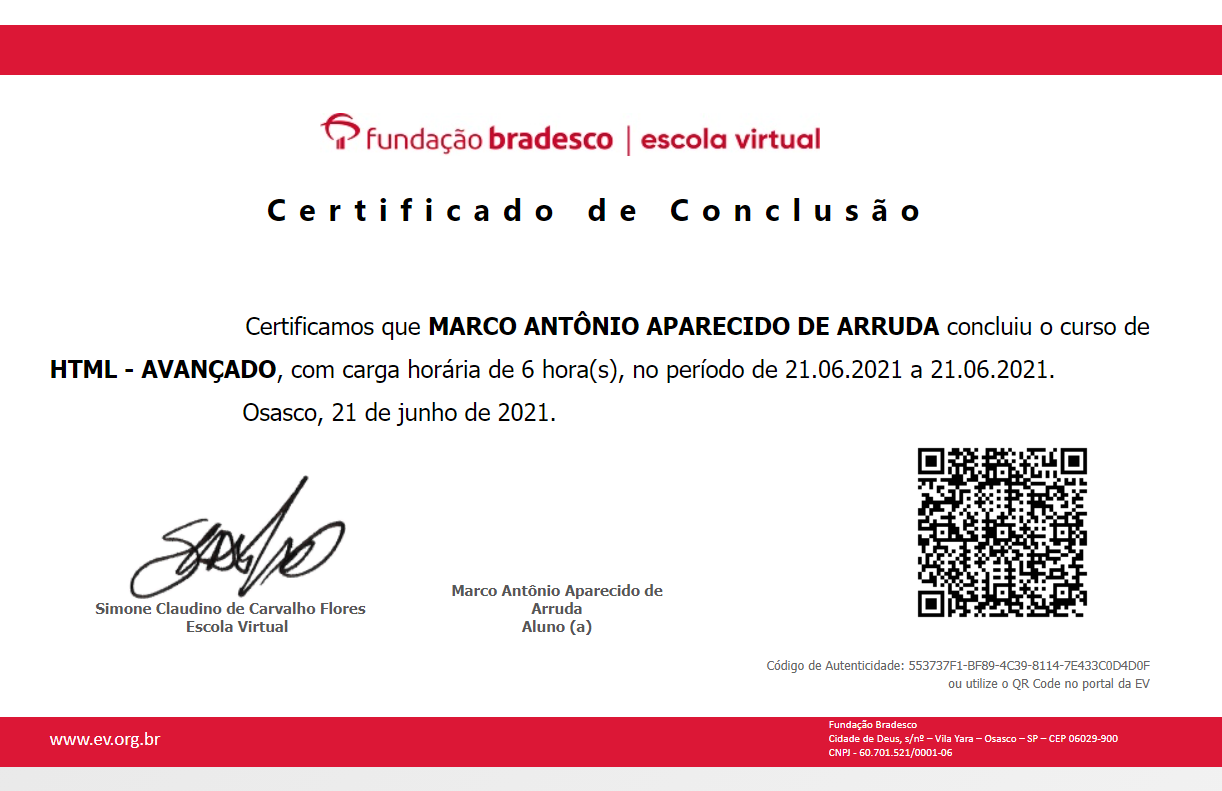 fundação bradesco | escola virtual
Certificado de Conclusão
Certificamos que MARCO ANTÔNIO APARECIDO DE ARRUDA concluiu o curso de
HTML - AVANÇADO, com carga horária de 6 hora(s), no período de 21.06.2021 a 21.06.2021.
Osasco, 21 de junho de 2021.
Simone Claudino de Carvalho Flores
Escola Virtual
Marco Antônio Aparecido de
Arruda
Aluno (a)
Código de Autenticidade: 553737F1-BF89-4C39-8114-7E433C0D4D0F
ou utilize o QR Code no portal da EV
www.ev.org.br
Fundação Bradesco
Cidade de Deus, s/nº – Vila Yara – Osasco – SP – CEP 06029-900
CNPJ - 60.701.521/0001-06